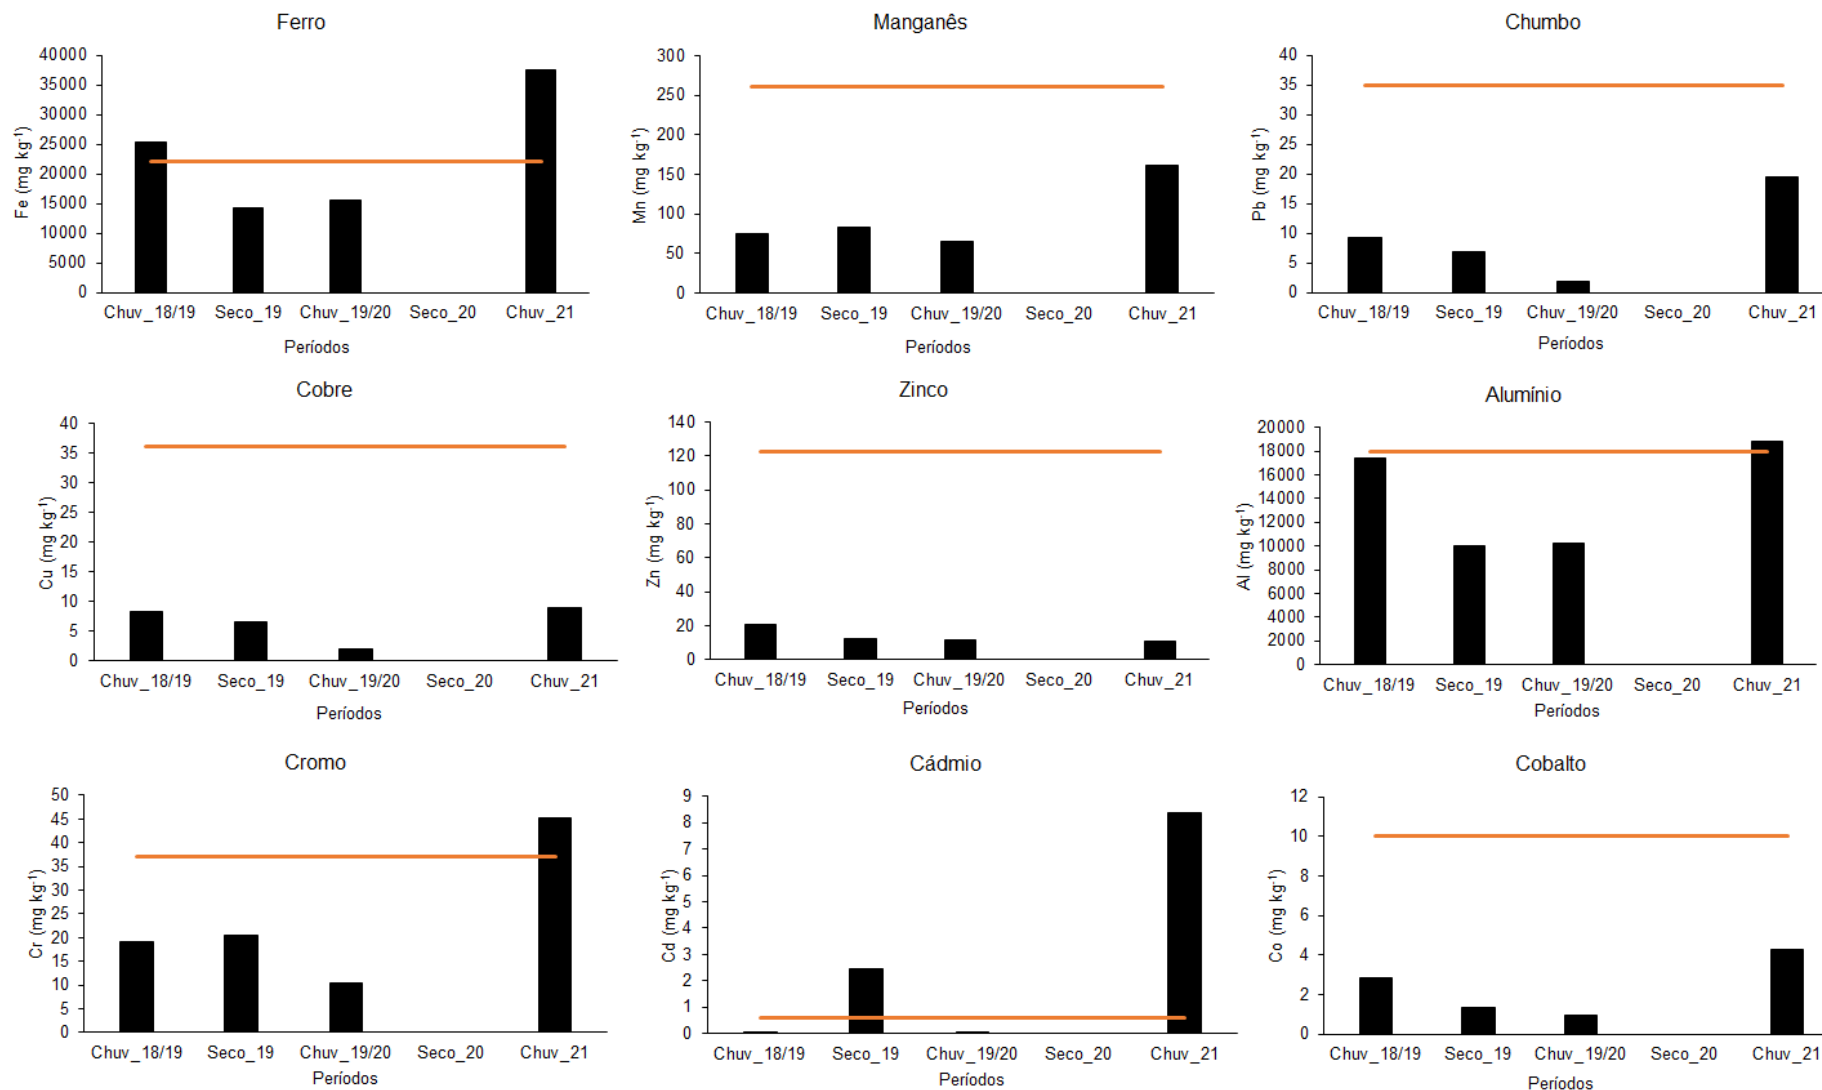 Ferro
Fe (mg kg-1)
40000
35000
30000
25000
20000
15000
10000
5000
0
Chuv_18/19 Seco_19 Chuv_19/20 Seco_20 Chuv_21
Períodos
Manganês
Mn (mg kg-1)
300
250
200
150
100
50
0
Chuv_18/19 Seco_19 Chuv_19/20 Seco_20 Chuv_21
Períodos
Chumbo
Pb (mg kg-1)
40
35
30
25
20
15
10
5
0
Chuv_18/19 Seco_19 Chuv_19/20 Seco_20 Chuv_21
Períodos
Cobre
Cu (mg kg-1)
40
35
30
25
20
15
10
5
0
Chuv_18/19 Seco_19 Chuv_19/20 Seco_20 Chuv_21
Períodos
Zinco
Zn (mg kg-1)
140
120
100
80
60
40
20
0
Chuv_18/19 Seco_19 Chuv_19/20 Seco_20 Chuv_21
Períodos
Alumínio
Al (mg kg-1)
20000
18000
16000
14000
12000
10000
8000
6000
4000
2000
0
Chuv_18/19 Seco_19 Chuv_19/20 Seco_20 Chuv_21
Períodos
Cromo
Cr (mg kg-1)
50
45
40
35
30
25
20
15
10
5
0
Chuv_18/19 Seco_19 Chuv_19/20 Seco_20 Chuv_21
Períodos
Cádmio
Cd (mg kg-1)
9
8
7
6
5
4
3
2
1
0
Chuv_18/19 Seco_19 Chuv_19/20 Seco_20 Chuv_21
Períodos
Cobalto
Co (mg kg-1)
12
10
8
6
4
2
0
Chuv_18/19 Seco_19 Chuv_19/20 Seco_20 Chuv_21
Períodos